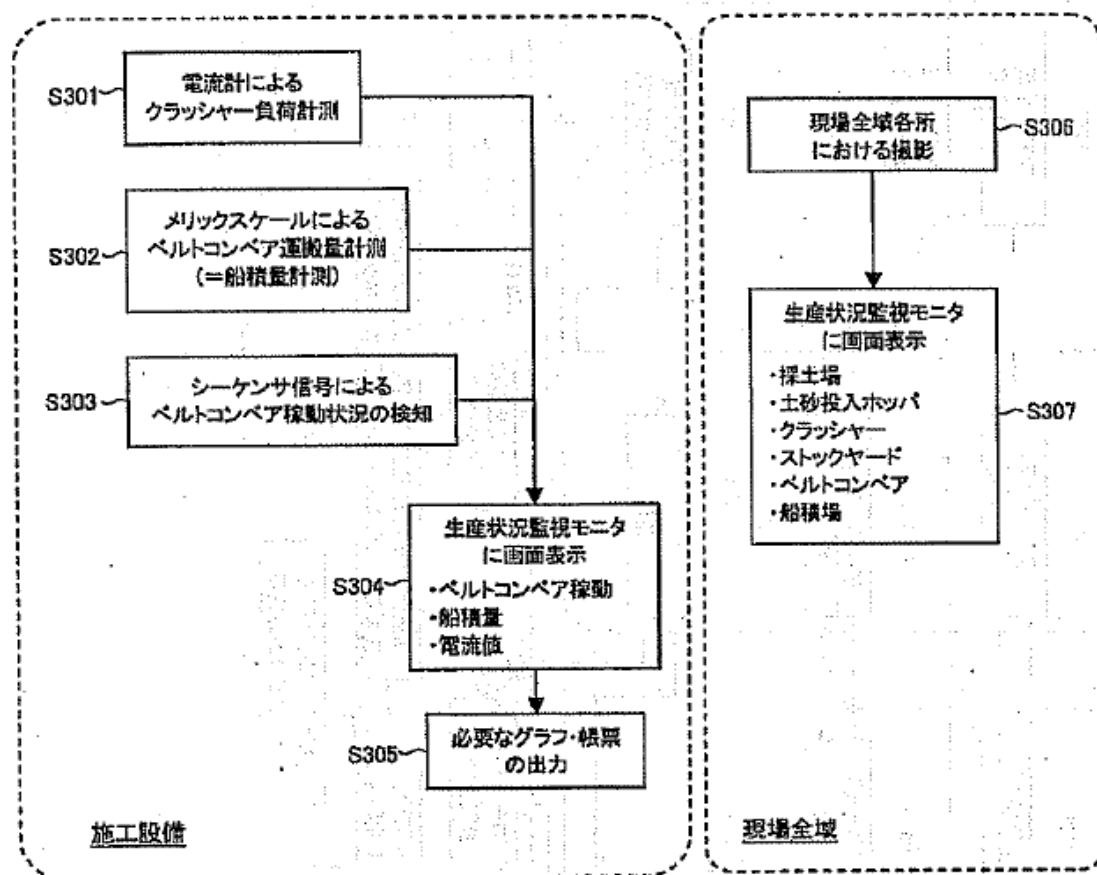 S301
電流計による
クラッシャー負荷計測
S302
メリックスケールによる
ベルトコンベア運搬量計測
(=船積量計測)
S303
シーケンサ信号による
ベルトコンベア稼動状況の検知
S304
生産状況監視モニタ
に画面表示
・ベルトコンベア稼動
・船積量
・電流値
S305
必要なグラフ・帳票
の出力
施工設備
現場全域各所
における撮影
S306
生産状況監視モニタ
に画面表示
・採土場
・土砂投入ホッパ
・クラッシャー
・ストックヤード
・ベルトコンベア
・船積場
S307
現場全域